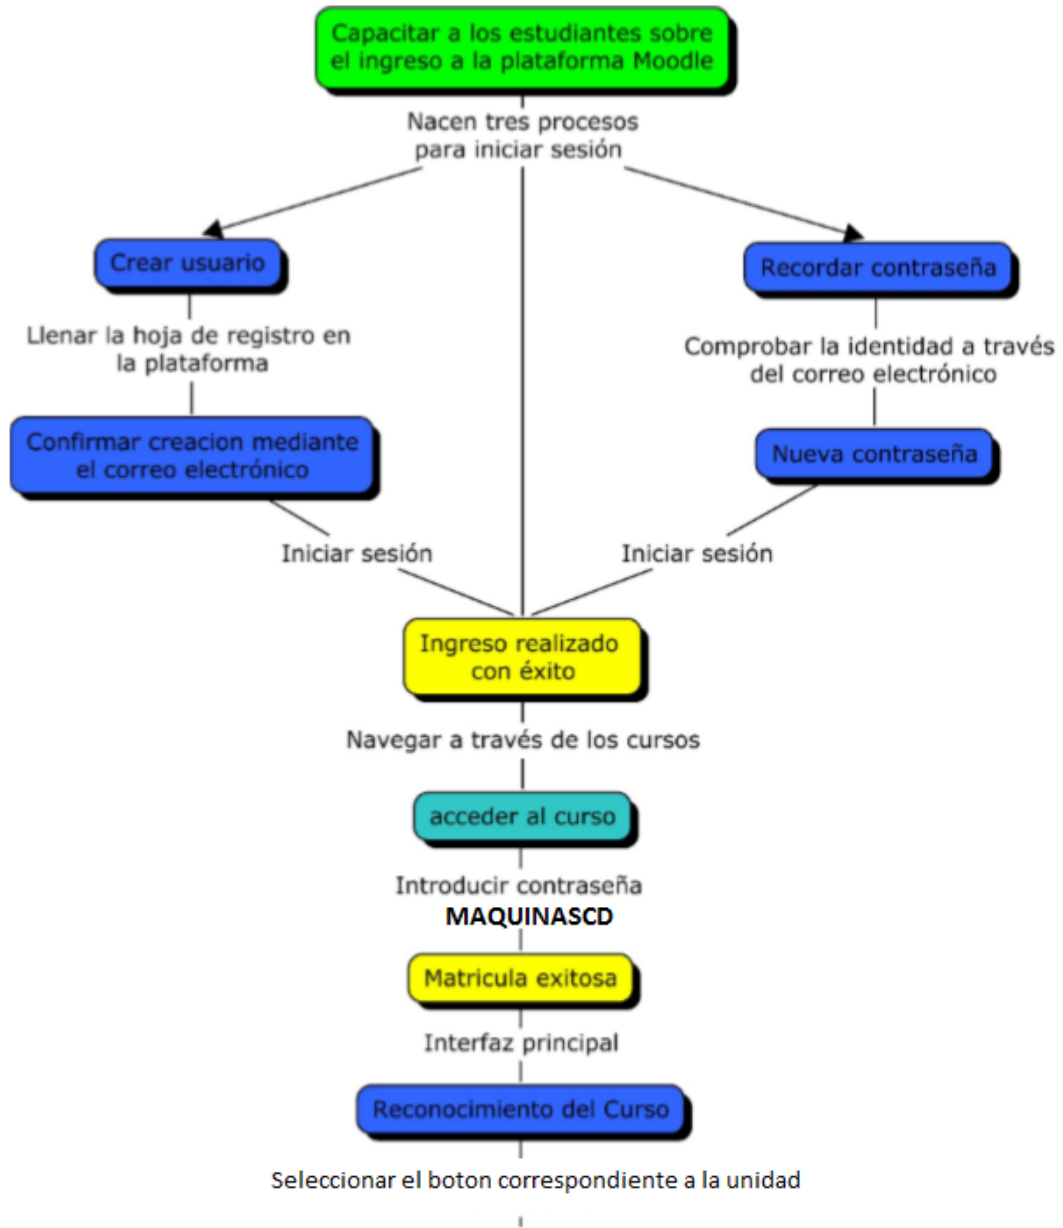 Capacitar a los estudiantes sobre
el ingreso a la plataforma Moodle
Nacen tres procesos
para iniciar sesión
Crear usuario
Recordar contraseña
Llenar la hoja de registro en
la plataforma
Comprobar la identidad a través
del correo electrónico
Confirmar creacion mediante
el correo electrónico
Nueva contraseña
Iniciar sesión
Iniciar sesión
Ingreso realizado
con éxito
Navegar a través de los cursos
acceder al curso
Introducir contraseña
MAQUINASCD
Matricula exitosa
Interfaz principal
Reconocimiento del Curso
Seleccionar el boton correspondiente a la unidad